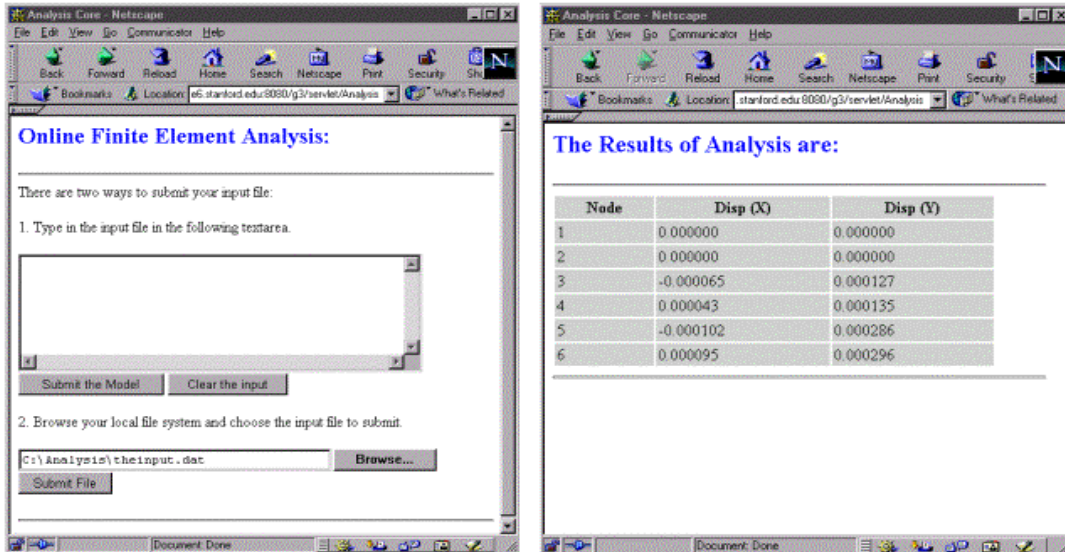 Analysis Core - Netscape
File Edit View Go Communicator Help
Back Forward Reload Home Search Netscape Print Security
Bookmarks Location: e6.stanford.edu:8080/g3/servlet/Analysis What's Related
Online Finite Element Analysis:
There are two ways to submit your input file:
1. Type in the input file in the following textarea.
Submit the Model Clear the input
2. Browse your local file system and choose the input file to submit.
C:\Analysis\theinput.dat Browse...
Submit File
Document: Done
Analysis Core - Netscape
File Edit View Go Communicator Help
Back Forward Reload Home Search Netscape Print Security
Bookmarks Location: .stanford.edu:8080/g3/servlet/Analysis What's Related
The Results of Analysis are:
Node Disp (X) Disp (Y)
1 0.000000 0.000000
2 0.000000 0.000000
3 -0.000065 0.000127
4 0.000043 0.000135
5 -0.000102 0.000286
6 0.000095 0.000296
Document: Done